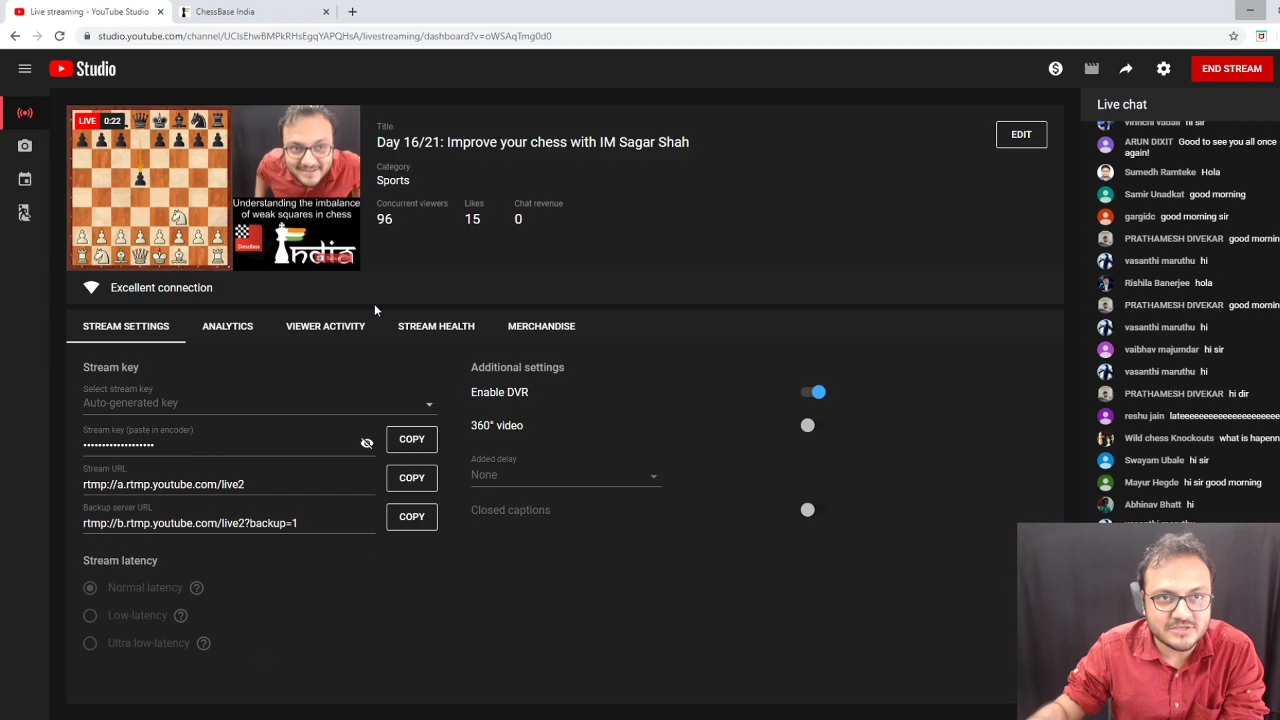 Live streaming - YouTube Studio
ChessBase India
studio.youtube.com/channel/UClsEhwBMPkRHsEgqYAPQHsA/livestreaming/dashboard?v=oWSAqTmg0d0
Studio
END STREAM
LIVE 0:22
Understanding the imbalance
of weak squares in chess
ChessBase
India
Title
Day 16/21: Improve your chess with IM Sagar Shah
Category
Sports
Concurrent viewers
96
Likes
15
Chat revenue
0
EDIT
Excellent connection
STREAM SETTINGS
ANALYTICS
VIEWER ACTIVITY
STREAM HEALTH
MERCHANDISE
Stream key
Select stream key
Auto-generated key
Stream key (paste in encoder)
••••••••••••••••••••
COPY
Stream URL
rtmp://a.rtmp.youtube.com/live2
COPY
Backup server URL
rtmp://b.rtmp.youtube.com/live2?backup=1
COPY
Stream latency
Normal latency
Low-latency
Ultra low-latency
Additional settings
Enable DVR
360° video
Added delay
None
Closed captions
Live chat
virinchi vadali hi sir
ARUN DIXIT Good to see you all once
again!
Sumedh Ramteke Hola
Samir Unadkat good morning
gargidc good morning sir
PRATHAMESH DIVEKAR good morn
vasanthi maruthu hi
Rishila Banerjee hola
PRATHAMESH DIVEKAR good morn
vasanthi maruthu hi
vaibhav majumdar hi sir
vasanthi maruthu hi
PRATHAMESH DIVEKAR hi dir
reshu jain lateeeeeeeeeeeeeeeeeeee
Wild chess Knockouts what is hapenn
Swayam Ubale hi sir
Mayur Hegde hi sir good morning
Abhinav Bhatt hi